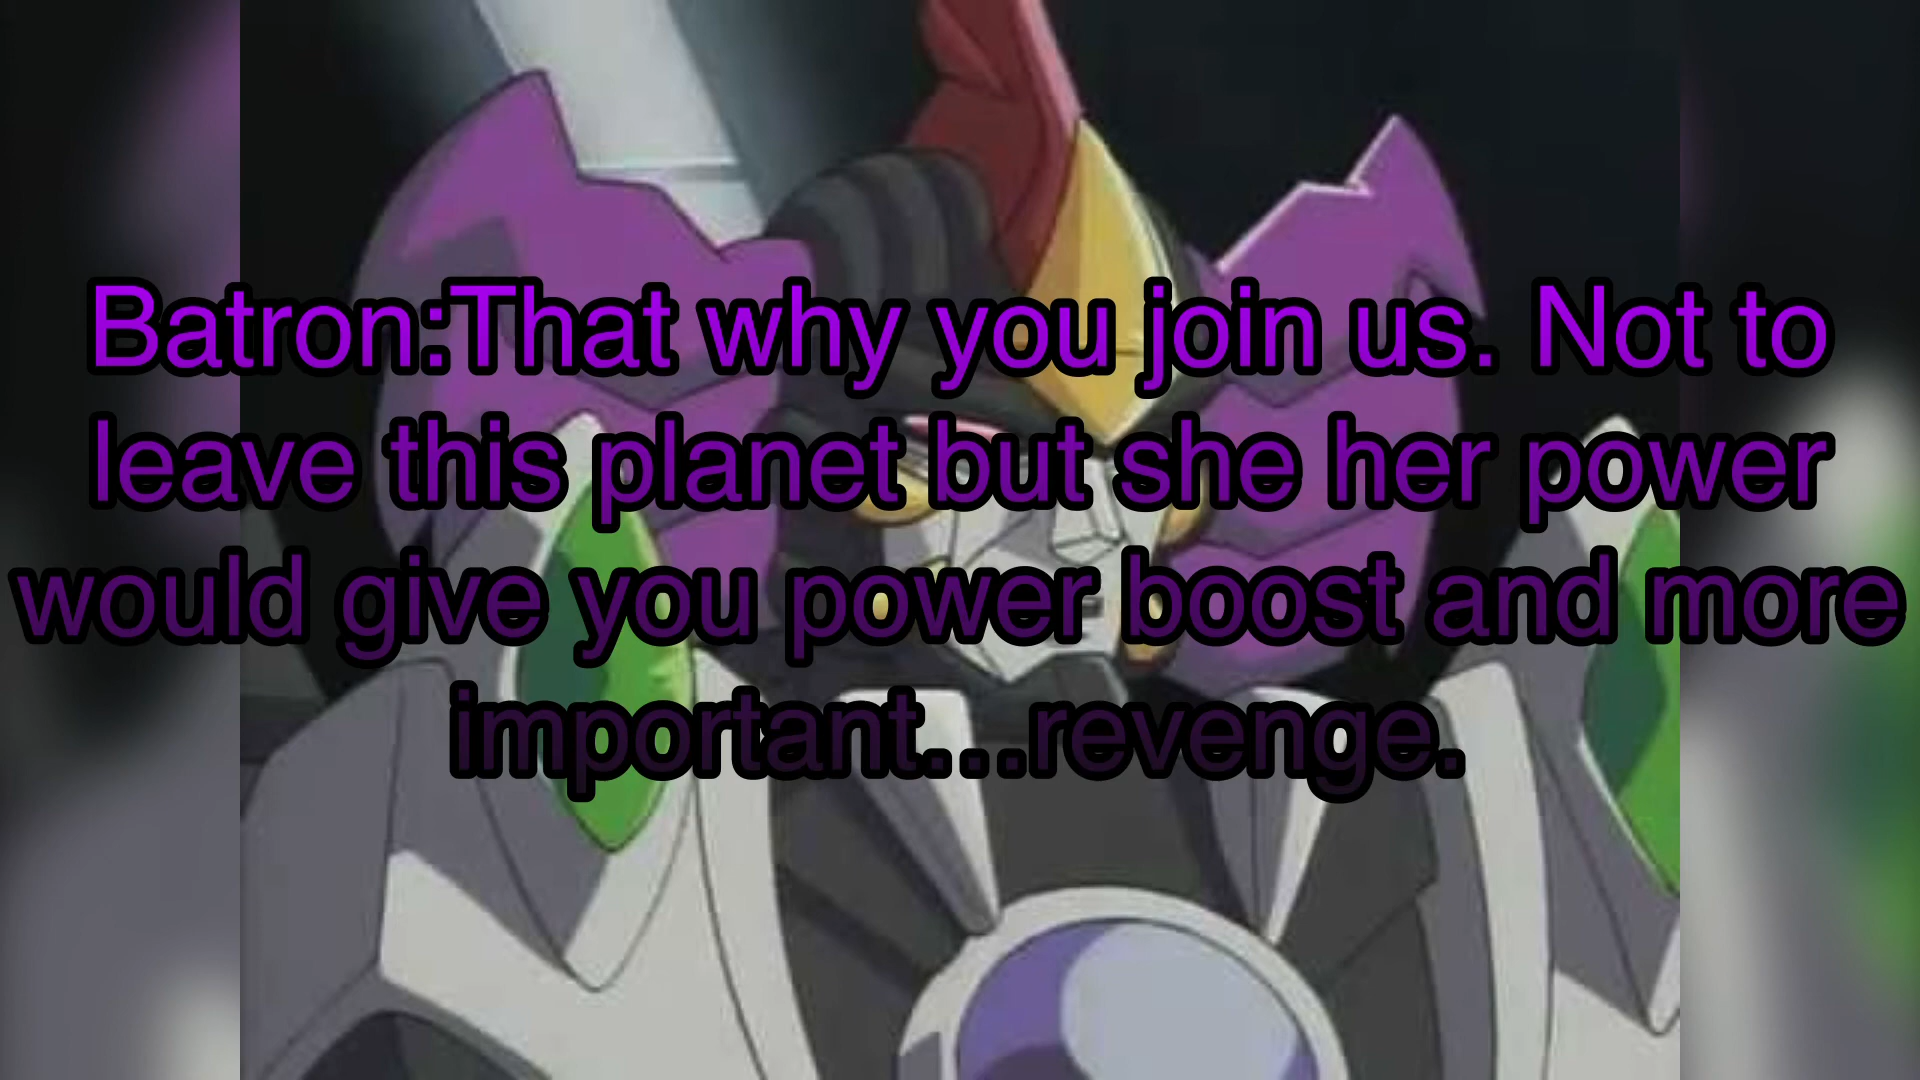 Batron:That why you join us. Not to
leave this planet but she her power
would give you power boost and more
important...revenge.